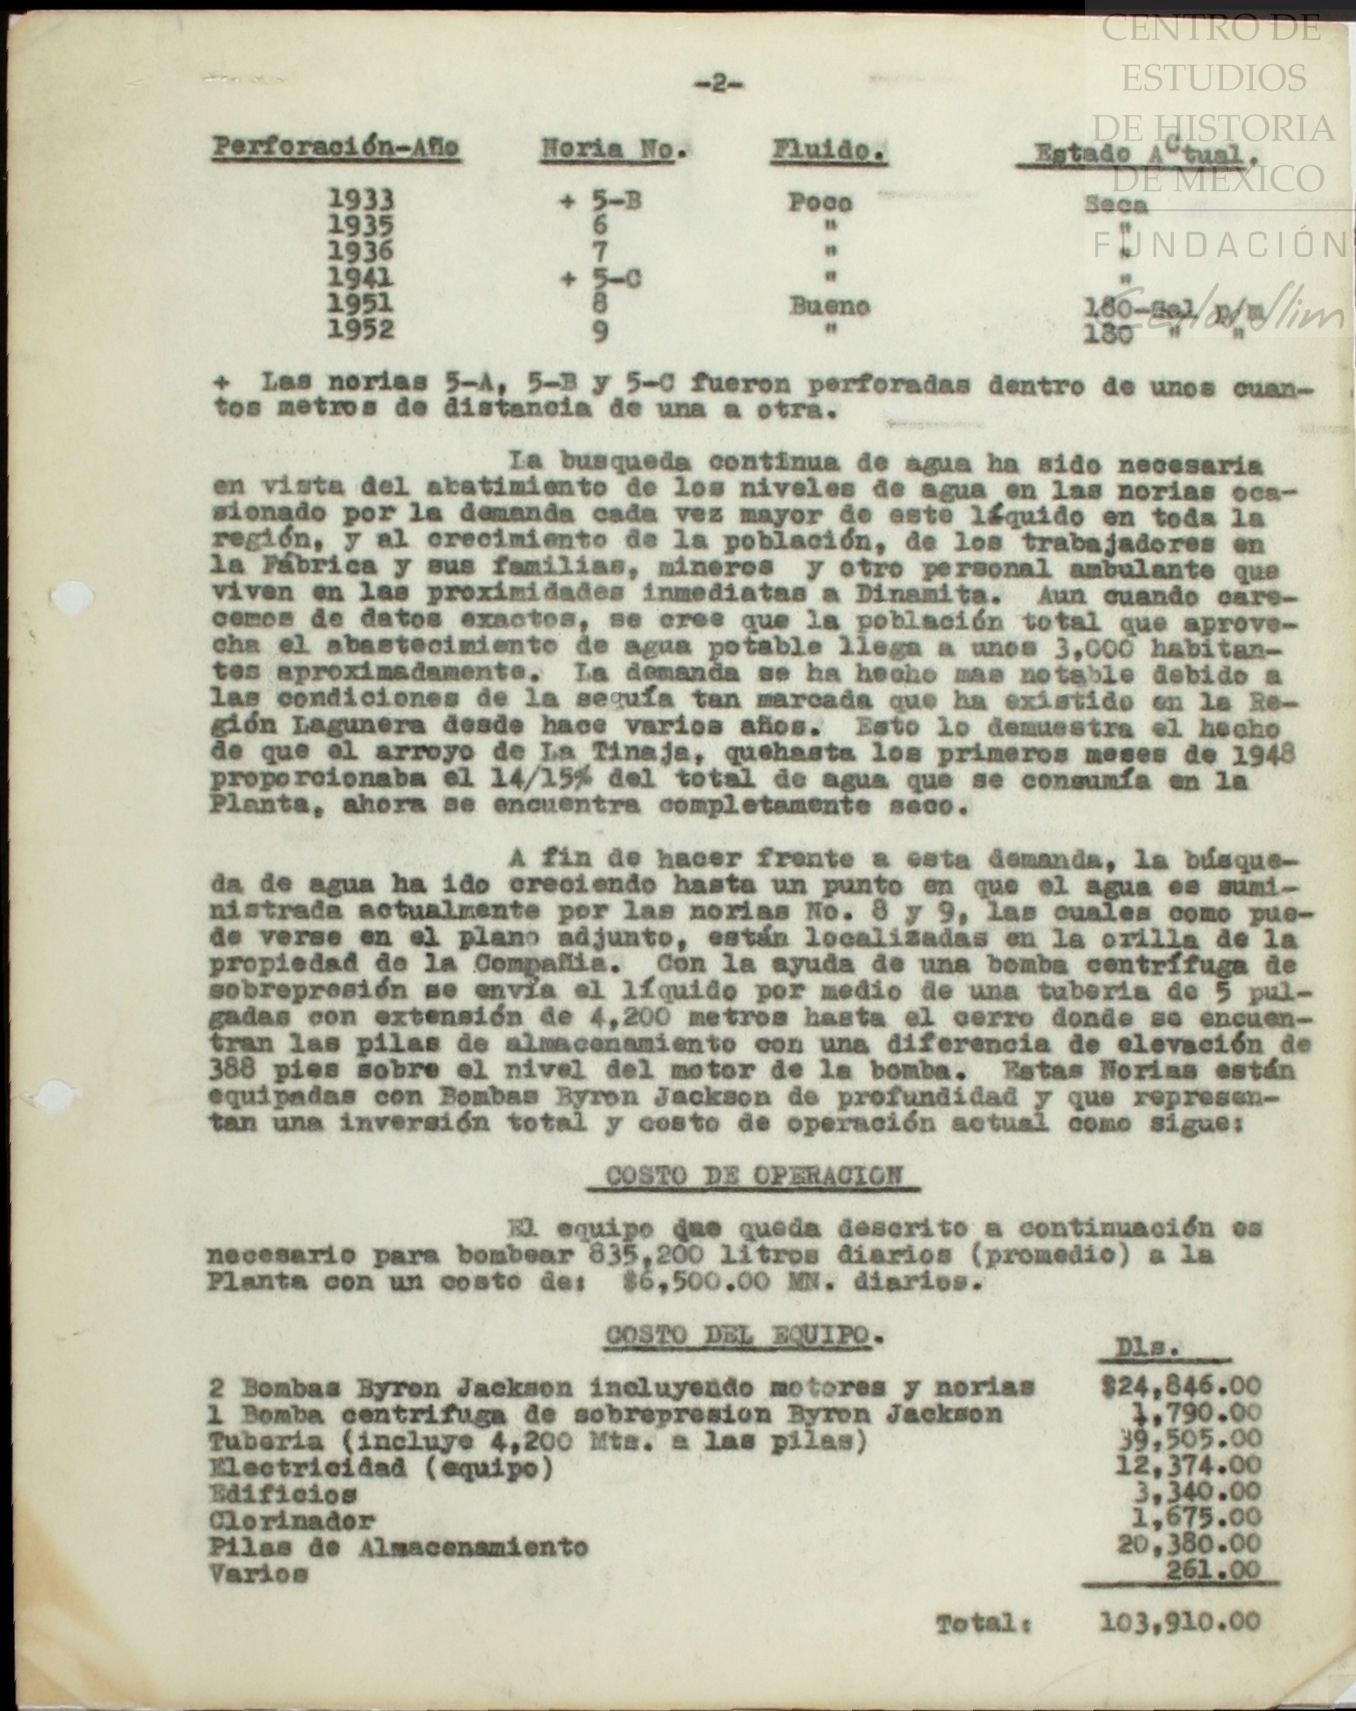 CENTRO DE
ESTUDIOS
DE HISTORIA
DE MÉXICO
FUNDACIÓN
Carlos Slim
-2-
Perforación-Año Noria No. Fluido. Estado Actual.
1933 + 5-B Poco Seca
1935 6 " "
1936 7 " "
1941 + 5-C " "
1951 8 Bueno 180-Gal p/m
1952 9 " 180 " "
+ Las norias 5-A, 5-B y 5-C fueron perforadas dentro de unos cuan-
tos metros de distancia de una a otra.
La busqueda continua de agua ha sido necesaria
en vista del abatimiento de los niveles de agua en las norias oca-
sionado por la demanda cada vez mayor de este líquido en toda la
región, y al crecimiento de la población, de los trabajadores en
la Fábrica y sus familias, mineros y otro personal ambulante que
viven en las proximidades inmediatas a Dinamita. Aun cuando care-
cemos de datos exactos, se cree que la población total que aprove-
cha el abastecimiento de agua potable llega a unos 3,000 habitan-
tes aproximadamente. La demanda se ha hecho mas notable debido a
las condiciones de la sequía tan marcada que ha existido en la Re-
gión Lagunera desde hace varios años. Esto lo demuestra el hecho
de que el arroyo de La Tinaja, quehasta los primeros meses de 1948
proporcionaba el 14/15% del total de agua que se consumía en la
Planta, ahora se encuentra completamente seco.
A fin de hacer frente a esta demanda, la búsque-
da de agua ha ido creciendo hasta un punto en que el agua es sumi-
nistrada actualmente por las norias No. 8 y 9, las cuales como pue-
de verse en el plano adjunto, están localizadas en la orilla de la
propiedad de la Compañia. Con la ayuda de una bomba centrífuga de
sobrepresión se envía el líquido por medio de una tuberia de 5 pul-
gadas con extensión de 4,200 metros hasta el cerro donde se encuen-
tran las pilas de almacenamiento con una diferencia de elevación de
388 pies sobre el nivel del motor de la bomba. Estas Norias están
equipadas con Bombas Byron Jackson de profundidad y que represen-
tan una inversión total y costo de operación actual como sigue:
COSTO DE OPERACION
El equipo que queda descrito a continuación es
necesario para bombear 835,200 litros diarios (promedio) a la
Planta con un costo de: $6,500.00 MN. diarios.
COSTO DEL EQUIPO.
Dls.
2 Bombas Byron Jackson incluyendo motores y norias $24,846.00
1 Bomba centrifuga de sobrepresion Byron Jackson 1,790.00
Tuberia (incluye 4,200 Mts. a las pilas) 39,505.00
Electricidad (equipo) 12,374.00
Edificios 3,340.00
Clorinador 1,675.00
Pilas de Almacenamiento 20,380.00
Varios 261.00
Total: 103,910.00